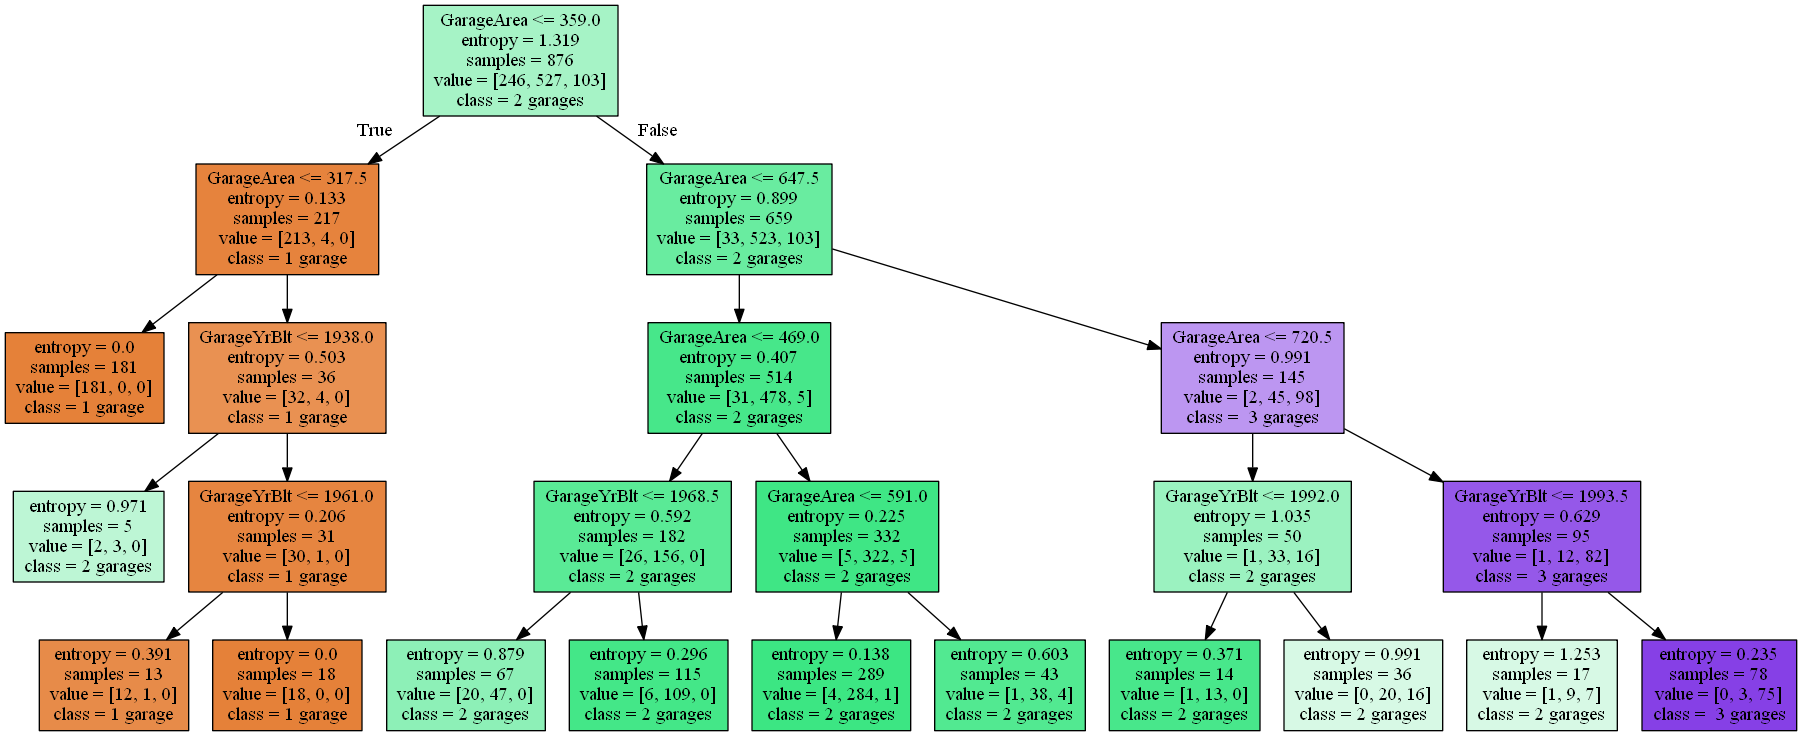 GarageArea <= 359.0
entropy = 1.319
samples = 876
value = [246, 527, 103]
class = 2 garages
True
False
GarageArea <= 317.5
entropy = 0.133
samples = 217
value = [213, 4, 0]
class = 1 garage
GarageArea <= 647.5
entropy = 0.899
samples = 659
value = [33, 523, 103]
class = 2 garages
entropy = 0.0
samples = 181
value = [181, 0, 0]
class = 1 garage
GarageYrBlt <= 1938.0
entropy = 0.503
samples = 36
value = [32, 4, 0]
class = 1 garage
GarageArea <= 469.0
entropy = 0.407
samples = 514
value = [31, 478, 5]
class = 2 garages
GarageArea <= 720.5
entropy = 0.991
samples = 145
value = [2, 45, 98]
class =  3 garages
entropy = 0.971
samples = 5
value = [2, 3, 0]
class = 2 garages
GarageYrBlt <= 1961.0
entropy = 0.206
samples = 31
value = [30, 1, 0]
class = 1 garage
GarageYrBlt <= 1968.5
entropy = 0.592
samples = 182
value = [26, 156, 0]
class = 2 garages
GarageArea <= 591.0
entropy = 0.225
samples = 332
value = [5, 322, 5]
class = 2 garages
GarageYrBlt <= 1992.0
entropy = 1.035
samples = 50
value = [1, 33, 16]
class = 2 garages
GarageYrBlt <= 1993.5
entropy = 0.629
samples = 95
value = [1, 12, 82]
class =  3 garages
entropy = 0.391
samples = 13
value = [12, 1, 0]
class = 1 garage
entropy = 0.0
samples = 18
value = [18, 0, 0]
class = 1 garage
entropy = 0.879
samples = 67
value = [20, 47, 0]
class = 2 garages
entropy = 0.296
samples = 115
value = [6, 109, 0]
class = 2 garages
entropy = 0.138
samples = 289
value = [4, 284, 1]
class = 2 garages
entropy = 0.603
samples = 43
value = [1, 38, 4]
class = 2 garages
entropy = 0.371
samples = 14
value = [1, 13, 0]
class = 2 garages
entropy = 0.991
samples = 36
value = [0, 20, 16]
class = 2 garages
entropy = 1.253
samples = 17
value = [1, 9, 7]
class = 2 garages
entropy = 0.235
samples = 78
value = [0, 3, 75]
class =  3 garages